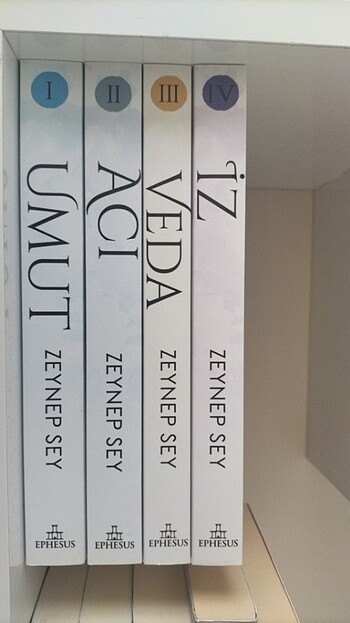 I
UMUT
ZEYNEP SEY
EPHESUS
II
ACI
ZEYNEP SEY
EPHESUS
III
VEDA
ZEYNEP SEY
EPHESUS
IV
İZ
ZEYNEP SEY
EPHESUS